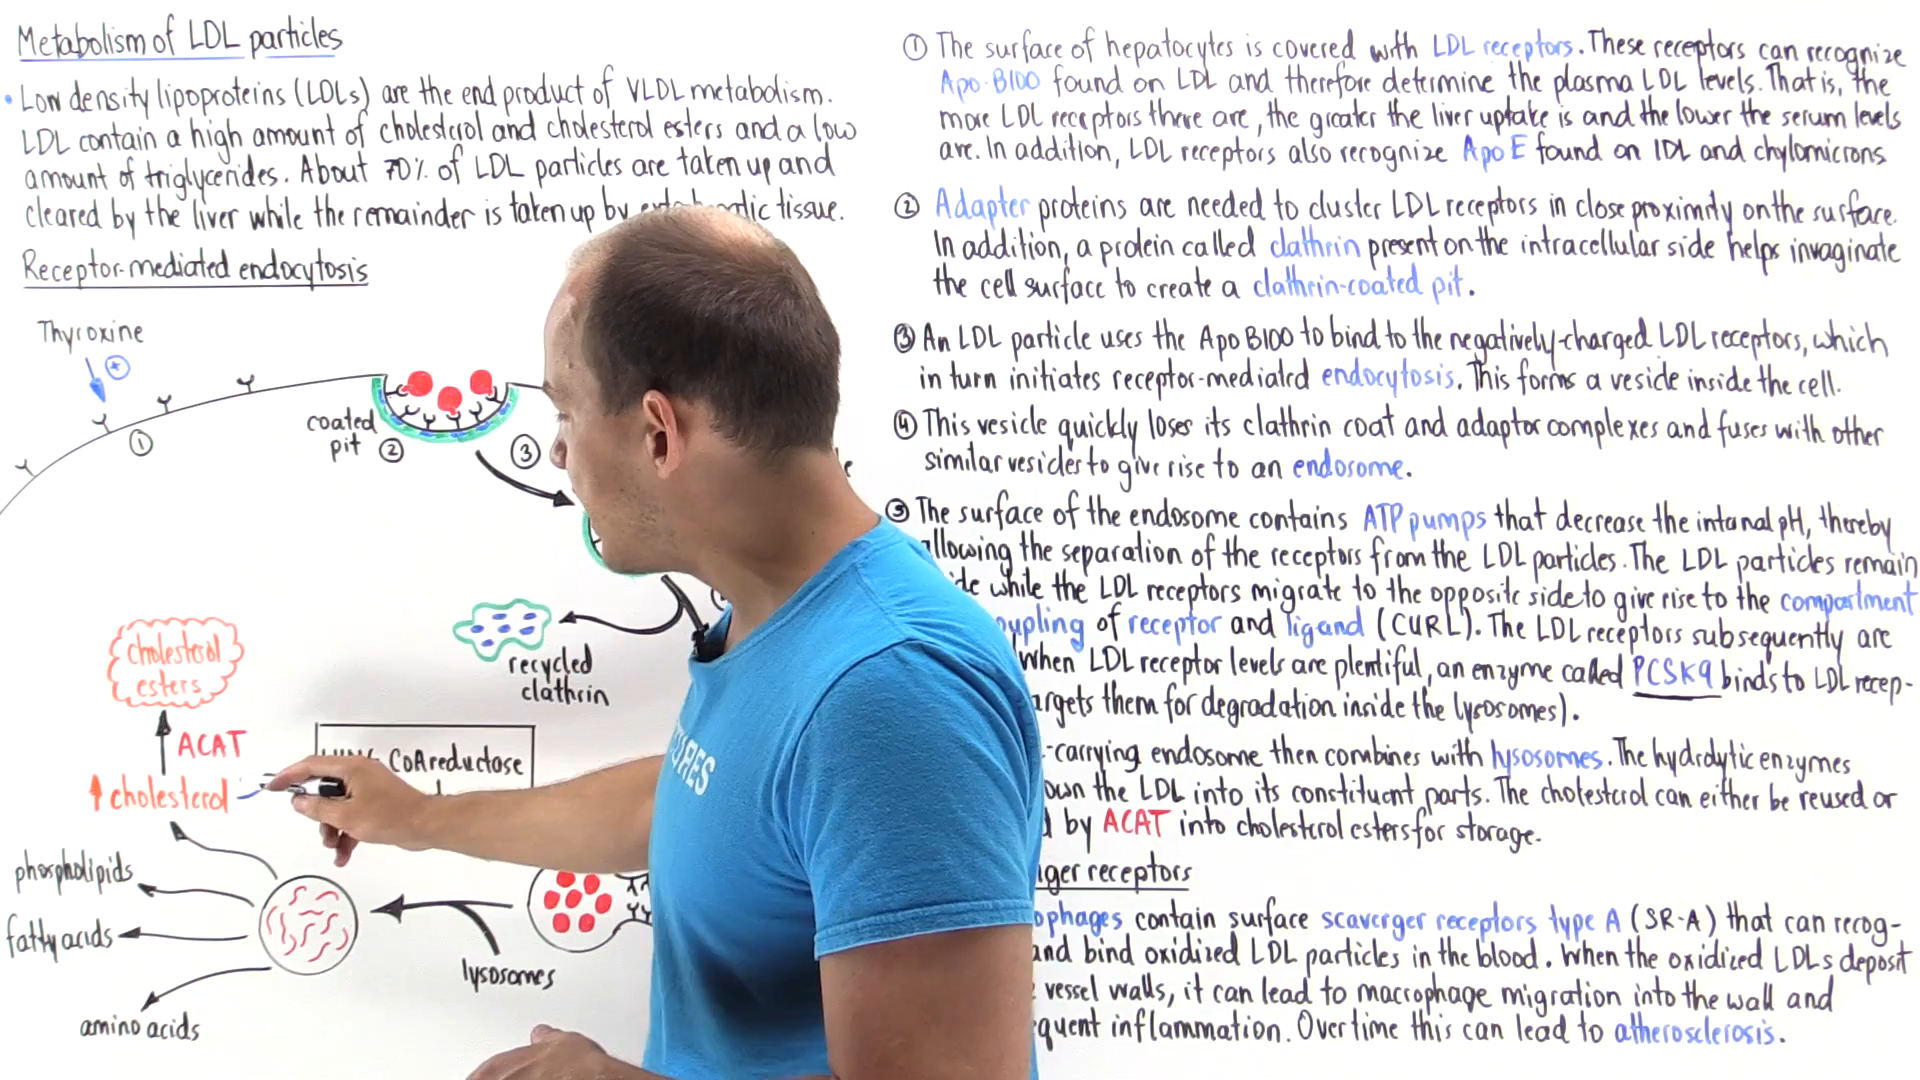 Metabolism of LDL particles
• Low density lipoproteins (LDLs) are the end product of VLDL metabolism.
LDL contain a high amount of cholesterol and cholesterol esters and a low
amount of triglycerides. About 70% of LDL particles are taken up and
cleared by the liver while the remainder is taken up by tissue.
Receptor-mediated endocytosis
Thyroxine
+
①
coated
pit ②
③
recycled
clathrin
cholesterol
esters
ACAT
cholesterol
CoA reductase
phospholipids
fatty acids
amino acids
lysosomes
① The surface of hepatocytes is covered with LDL receptors. These receptors can recognize
Apo-B100 found on LDL and therefore determine the plasma LDL levels. That is, the
more LDL receptors there are, the greater the liver uptake is and the lower the serum levels
are. In addition, LDL receptors also recognize Apo E found on IDL and chylomicrons
② Adapter proteins are needed to cluster LDL receptors in close proximity on the surface.
In addition, a protein called clathrin present on the intracellular side helps invaginate
the cell surface to create a clathrin-coated pit.
③ An LDL particle uses the Apo B100 to bind to the negatively-charged LDL receptors, which
in turn initiates receptor-mediated endocytosis. This forms a vesicle inside the cell.
④ This vesicle quickly loses its clathrin coat and adaptor complexes and fuses with other
similar vesicles to give rise to an endosome.
⑤ The surface of the endosome contains ATP pumps that decrease the internal pH, thereby
llowing the separation of the receptors from the LDL particles. The LDL particles remain
de while the LDL receptors migrate to the opposite side to give rise to the compartment
oupling of receptor and ligand (CURL). The LDL receptors subsequently are
When LDL receptor levels are plentiful, an enzyme called PCSK9 binds to LDL recep-
argets them for degradation inside the lysosomes).
-carrying endosome then combines with lysosomes. The hydrolytic enzymes
own the LDL into its constituent parts. The cholesterol can either be reused or
d by ACAT into cholesterol esters for storage.
nger receptors
ophages contain surface scavenger receptors type A (SR-A) that can recog-
and bind oxidized LDL particles in the blood. When the oxidized LDLs deposit
vessel walls, it can lead to macrophage migration into the wall and
quent inflammation. Over time this can lead to atherosclerosis.
TURES